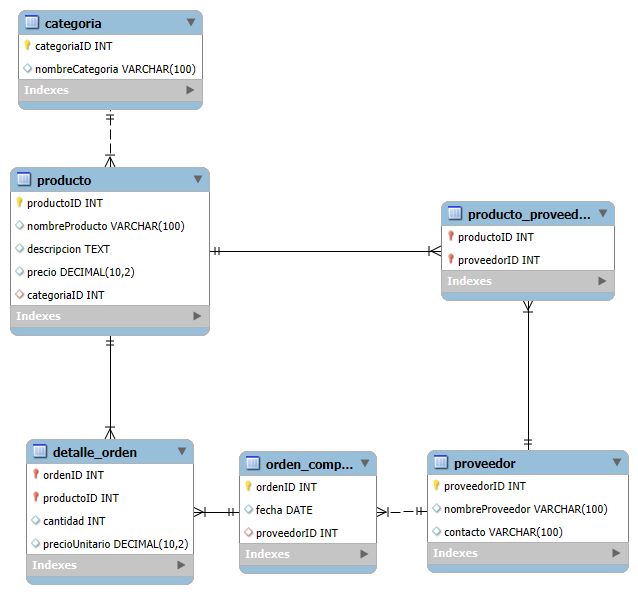 categoria
categoriaID INT
nombreCategoria VARCHAR(100)
Indexes
producto
productoID INT
nombreProducto VARCHAR(100)
descripcion TEXT
precio DECIMAL(10,2)
categoriaID INT
Indexes
producto_proveed...
productoID INT
proveedorID INT
Indexes
detalle_orden
ordenID INT
productoID INT
cantidad INT
precioUnitario DECIMAL(10,2)
Indexes
orden_comp...
ordenID INT
fecha DATE
proveedorID INT
Indexes
proveedor
proveedorID INT
nombreProveedor VARCHAR(100)
contacto VARCHAR(100)
Indexes